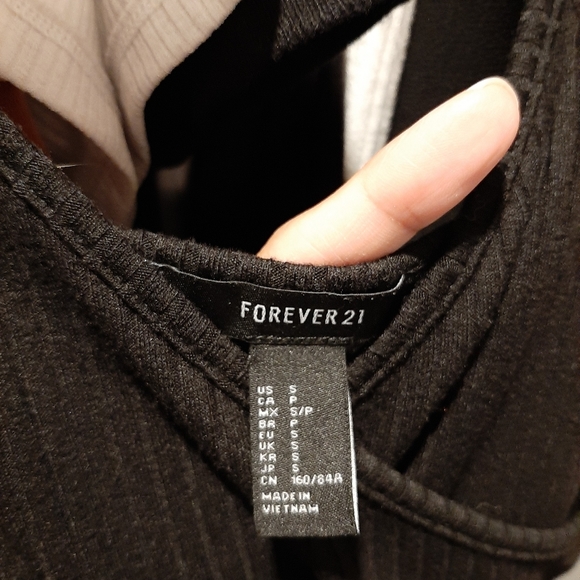 FOREVER 21
US S
CA P
MX S/P
BR P
EU S
UK S
KR S
JP S
CN 160/84A
MADE IN
VIETNAM